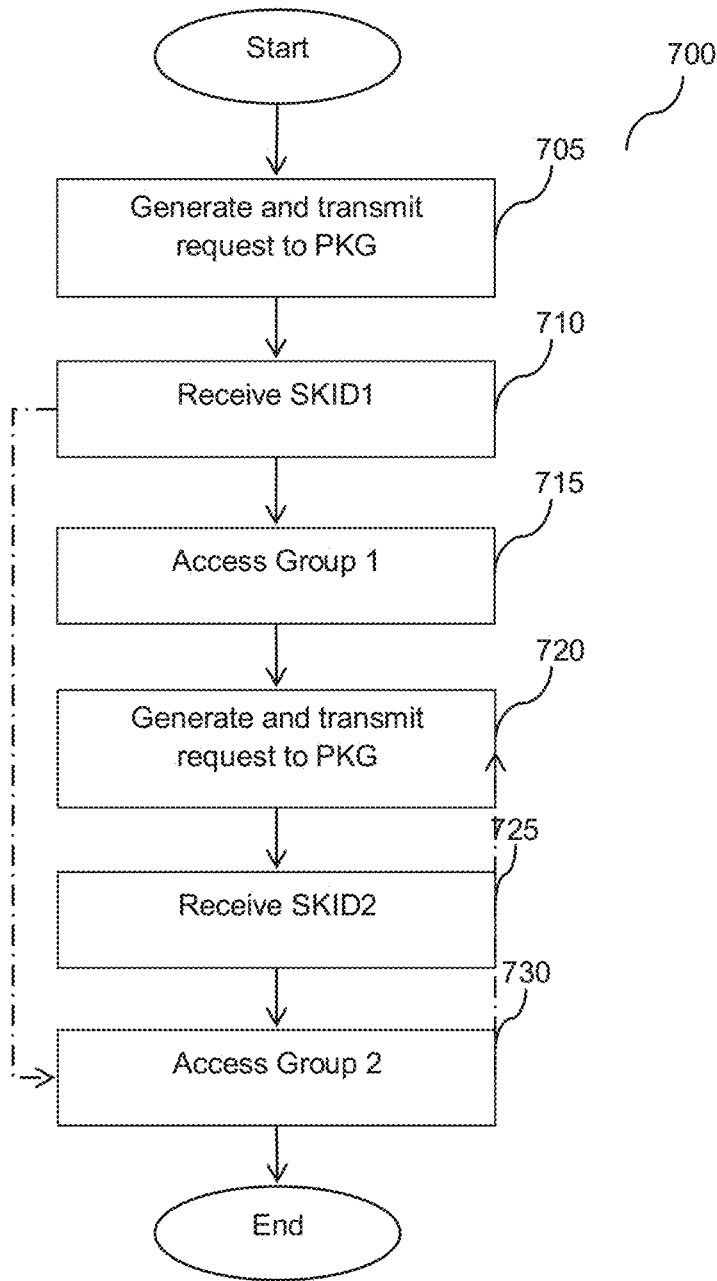 Start
700
705
Generate and transmit
request to PKG
710
Receive SKID1
715
Access Group 1
720
Generate and transmit
request to PKG
725
Receive SKID2
730
Access Group 2
End